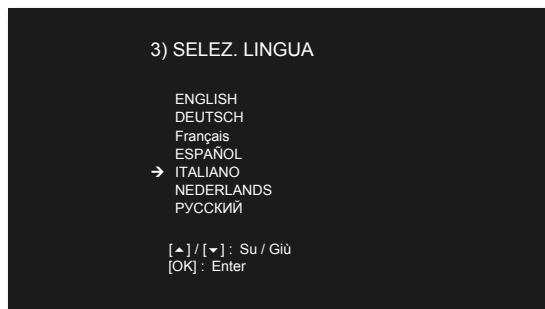 3) SELEZ. LINGUA
ENGLISH
DEUTSCH
Français
ESPAÑOL
→ ITALIANO
NEDERLANDS
РУССКИЙ
[▲] / [▼] : Su / Giù
[OK] : Enter